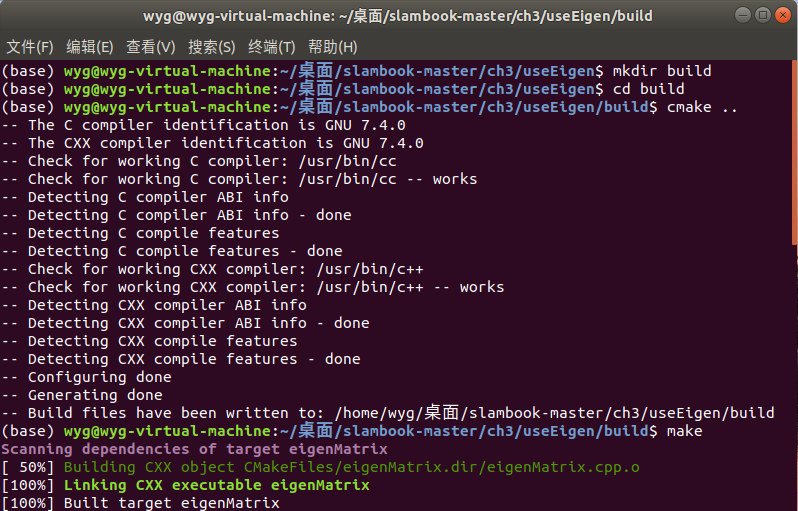 wyg@wyg-virtual-machine: ~/桌面/slambook-master/ch3/useEigen/build
文件(F) 编辑(E) 查看(V) 搜索(S) 终端(T) 帮助(H)
(base) wyg@wyg-virtual-machine:~/桌面/slambook-master/ch3/useEigen$ mkdir build
(base) wyg@wyg-virtual-machine:~/桌面/slambook-master/ch3/useEigen$ cd build
(base) wyg@wyg-virtual-machine:~/桌面/slambook-master/ch3/useEigen/build$ cmake ..
-- The C compiler identification is GNU 7.4.0
-- The CXX compiler identification is GNU 7.4.0
-- Check for working C compiler: /usr/bin/cc
-- Check for working C compiler: /usr/bin/cc -- works
-- Detecting C compiler ABI info
-- Detecting C compiler ABI info - done
-- Detecting C compile features
-- Detecting C compile features - done
-- Check for working CXX compiler: /usr/bin/c++
-- Check for working CXX compiler: /usr/bin/c++ -- works
-- Detecting CXX compiler ABI info
-- Detecting CXX compiler ABI info - done
-- Detecting CXX compile features
-- Detecting CXX compile features - done
-- Configuring done
-- Generating done
-- Build files have been written to: /home/wyg/桌面/slambook-master/ch3/useEigen/build
(base) wyg@wyg-virtual-machine:~/桌面/slambook-master/ch3/useEigen/build$ make
Scanning dependencies of target eigenMatrix
[ 50%] Building CXX object CMakeFiles/eigenMatrix.dir/eigenMatrix.cpp.o
[100%] Linking CXX executable eigenMatrix
[100%] Built target eigenMatrix